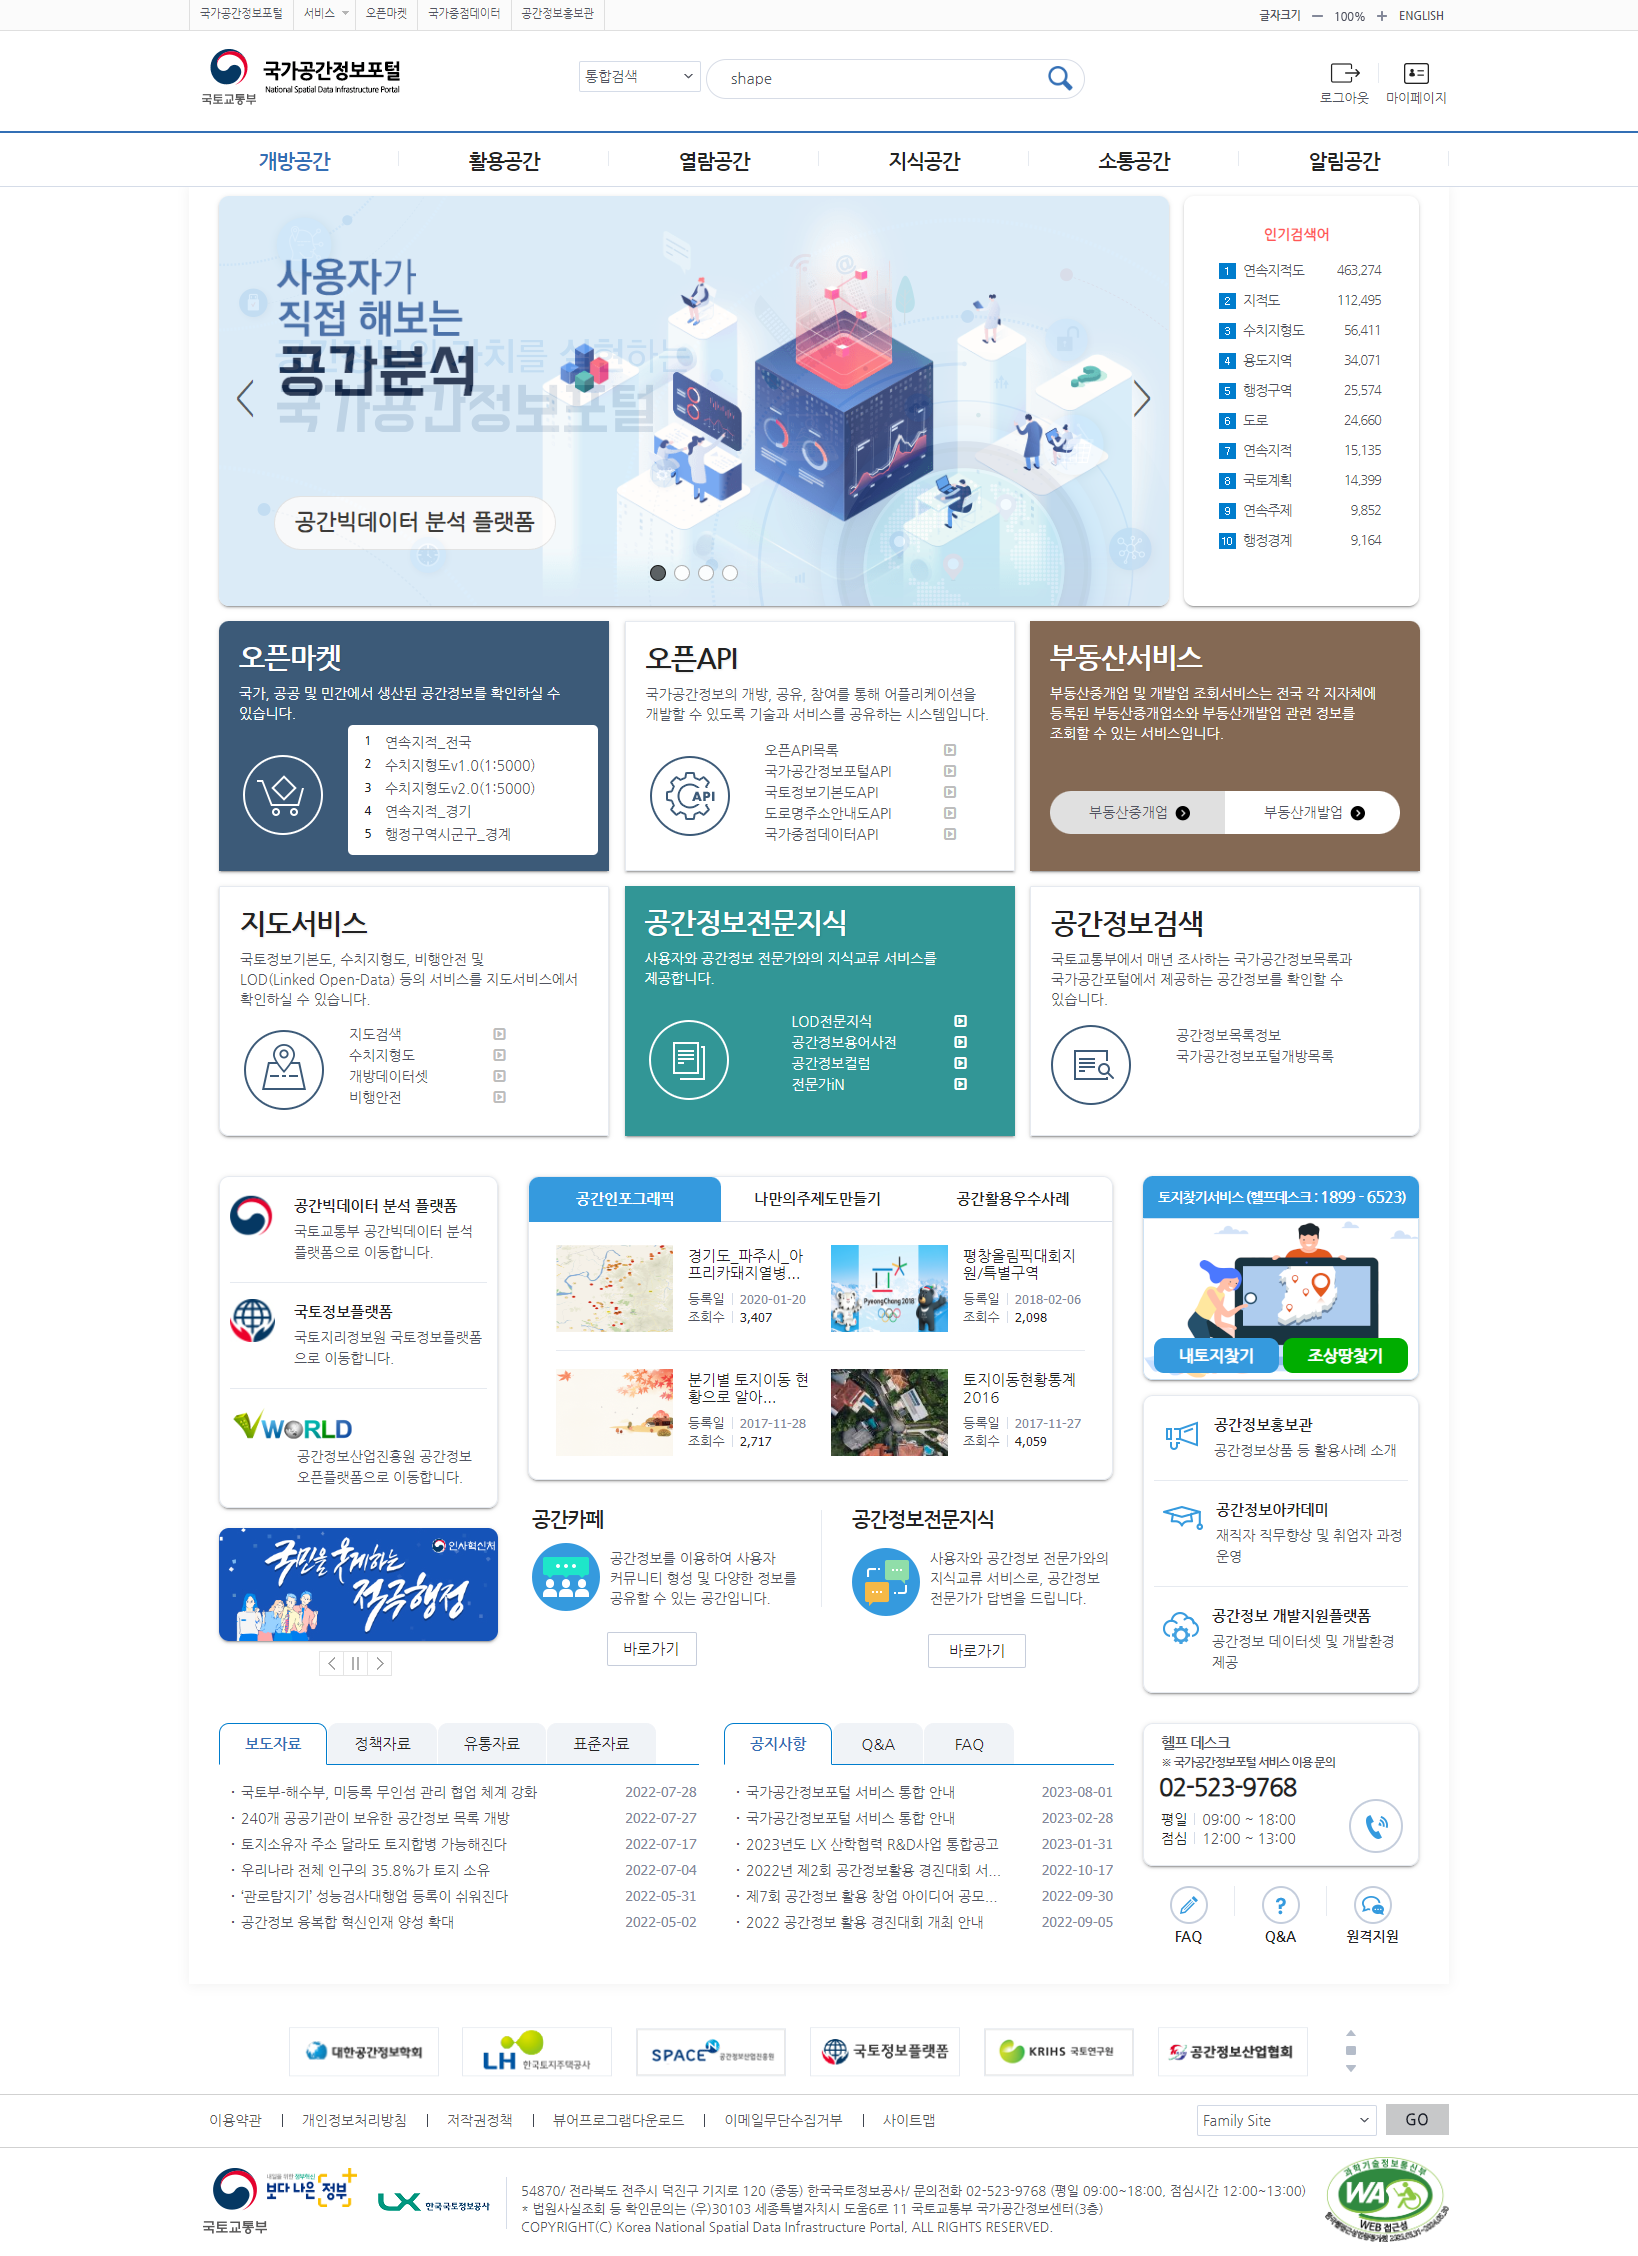 국가공간정보포털 서비스 오픈마켓 국가중점데이터 공간정보홍보관
글자크기 100% ENGLISH
국토교통부 국가공간정보포털
National Spatial Data Infrastructure Portal
통합검색 shape
로그아웃 마이페이지
개방공간 활용공간 열람공간 지식공간 소통공간 알림공간
사용자가
직접 해보는
공간분석
국가공간정보포털
공간빅데이터 분석 플랫폼
인기검색어
1 연속지적도 463,274
2 지적도 112,495
3 수치지형도 56,411
4 용도지역 34,071
5 행정구역 25,574
6 도로 24,660
7 연속지적 15,135
8 국토계획 14,399
9 연속주제 9,852
10 행정경계 9,164
오픈마켓
국가, 공공 및 민간에서 생산된 공간정보를 확인하실 수
있습니다.
1 연속지적_전국
2 수치지형도v1.0(1:5000)
3 수치지형도v2.0(1:5000)
4 연속지적_경기
5 행정구역시군구_경계
오픈API
국가공간정보의 개방, 공유, 참여를 통해 어플리케이션을
개발할 수 있도록 기술과 서비스를 공유하는 시스템입니다.
API
오픈API목록
국가공간정보포털API
국토정보기본도API
도로명주소안내도API
국가중점데이터API
부동산서비스
부동산중개업 및 개발업 조회서비스는 전국 각 지자체에
등록된 부동산중개업소와 부동산개발업 관련 정보를
조회할 수 있는 서비스입니다.
부동산중개업 부동산개발업
지도서비스
국토정보기본도, 수치지형도, 비행안전 및
LOD(Linked Open-Data) 등의 서비스를 지도서비스에서
확인하실 수 있습니다.
지도검색
수치지형도
개방데이터셋
비행안전
공간정보전문지식
사용자와 공간정보 전문가와의 지식교류 서비스를
제공합니다.
LOD전문지식
공간정보용어사전
공간정보컬럼
전문가iN
공간정보검색
국토교통부에서 매년 조사하는 국가공간정보목록과
국가공간포털에서 제공하는 공간정보를 확인할 수
있습니다.
공간정보목록정보
국가공간정보포털개방목록
공간빅데이터 분석 플랫폼
국토교통부 공간빅데이터 분석
플랫폼으로 이동합니다.
국토정보플랫폼
국토지리정보원 국토정보플랫폼
으로 이동합니다.
VWORLD
공간정보산업진흥원 공간정보
오픈플랫폼으로 이동합니다.
인사혁신처
국민을 웃게하는
적극행정
공간인포그래픽 나만의주제도만들기 공간활용우수사례
경기도_파주시_아
프리카돼지열병...
등록일 2020-01-20
조회수 3,407
PyeongChang 2018
평창올림픽대회지
원/특별구역
등록일 2018-02-06
조회수 2,098
분기별 토지이동 현
황으로 알아...
등록일 2017-11-28
조회수 2,717
토지이동현황통계
2016
등록일 2017-11-27
조회수 4,059
공간카페
공간정보를 이용하여 사용자
커뮤니티 형성 및 다양한 정보를
공유할 수 있는 공간입니다.
바로가기
공간정보전문지식
사용자와 공간정보 전문가와의
지식교류 서비스로, 공간정보
전문가가 답변을 드립니다.
바로가기
토지찾기서비스 (헬프데스크 : 1899 - 6523)
내토지찾기 조상땅찾기
공간정보홍보관
공간정보상품 등 활용사례 소개
공간정보아카데미
재직자 직무향상 및 취업자 과정
운영
공간정보 개발지원플랫폼
공간정보 데이터셋 및 개발환경
제공
보도자료 정책자료 유통자료 표준자료
· 국토부-해수부, 미등록 무인섬 관리 협업 체계 강화 2022-07-28
· 240개 공공기관이 보유한 공간정보 목록 개방 2022-07-27
· 토지소유자 주소 달라도 토지합병 가능해진다 2022-07-17
· 우리나라 전체 인구의 35.8%가 토지 소유 2022-07-04
· ‘관로탐지기’ 성능검사대행업 등록이 쉬워진다 2022-05-31
· 공간정보 융복합 혁신인재 양성 확대 2022-05-02
공지사항 Q&A FAQ
· 국가공간정보포털 서비스 통합 안내 2023-08-01
· 국가공간정보포털 서비스 통합 안내 2023-02-28
· 2023년도 LX 산학협력 R&D사업 통합공고 2023-01-31
· 2022년 제2회 공간정보활용 경진대회 서... 2022-10-17
· 제7회 공간정보 활용 창업 아이디어 공모... 2022-09-30
· 2022 공간정보 활용 경진대회 개최 안내 2022-09-05
헬프 데스크
※ 국가공간정보포털 서비스 이용 문의
02-523-9768
평일 09:00 ~ 18:00
점심 12:00 ~ 13:00
FAQ Q&A 원격지원
대한공간정보학회
LH 한국토지주택공사
SPACE N 공간정보산업진흥원
국토정보플랫폼
KRIHS 국토연구원
공간정보산업협회
이용약관 개인정보처리방침 저작권정책 뷰어프로그램다운로드 이메일무단수집거부 사이트맵
Family Site GO
국토교통부
보다 나은 정부
LX 한국국토정보공사
54870/ 전라북도 전주시 덕진구 기지로 120 (중동) 한국국토정보공사/ 문의전화 02-523-9768 (평일 09:00~18:00, 점심시간 12:00~13:00)
* 법원사실조회 등 확인문의는 (우)30103 세종특별자치시 도움6로 11 국토교통부 국가공간정보센터(3층)
COPYRIGHT(C) Korea National Spatial Data Infrastructure Portal, ALL RIGHTS RESERVED.
과학기술정보통신부
WA
WEB 접근성